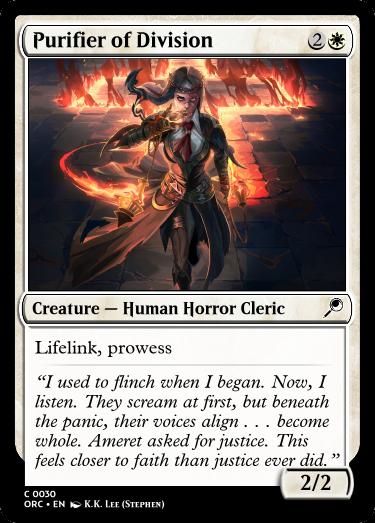 Purifier of Division 2
Creature — Human Horror Cleric
Lifelink, prowess
“I used to flinch when I began. Now, I
listen. They scream at first, but beneath
the panic, their voices align . . . become
whole. Ameret asked for justice. This
feels closer to faith than justice ever did.”
2/2
C 0030
ORC • EN K.K. Lee (Stephen)